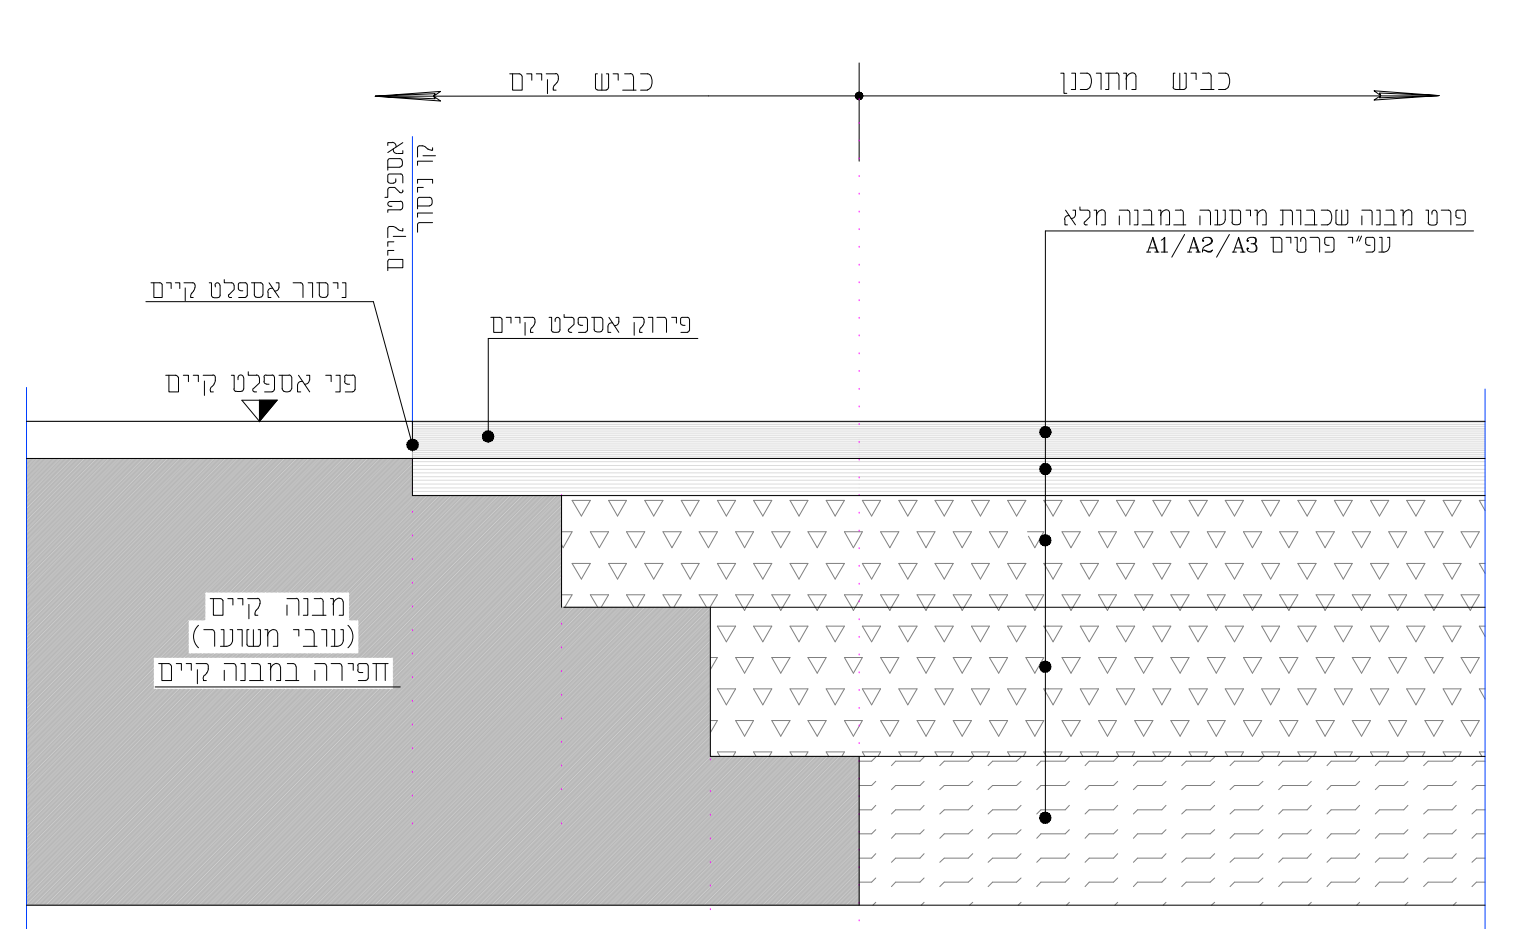 כביש מתוכנן
כביש קיים
קו ניסור
אספלט קיים
פרט מבנה שכבות מיסעה במבנה מלא
עפ״י פרטים A1/A2/A3
ניסור אספלט קיים
פירוק אספלט קיים
פני אספלט קיים
מבנה קיים
(עובי משוער)
חפירה במבנה קיים